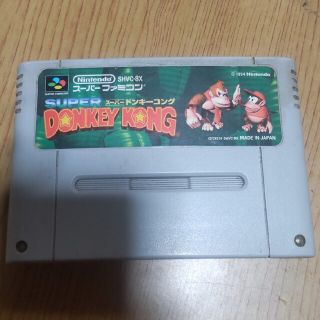 Nintendo SHVC-8X
スーパーファミコン
© 1994 Nintendo
SUPER スーパードンキーコング
DONKEY KONG
MADE IN JAPAN